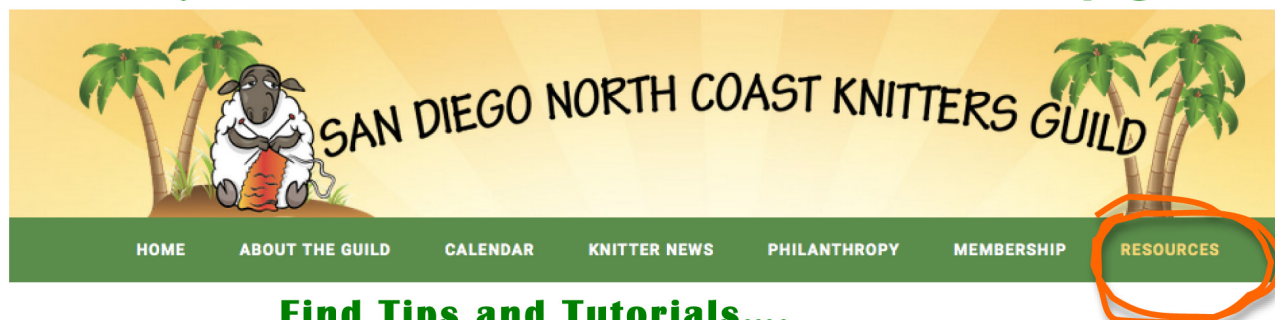 SAN DIEGO NORTH COAST KNITTERS GUILD
HOME ABOUT THE GUILD CALENDAR KNITTER NEWS PHILANTHROPY MEMBERSHIP RESOURCES
Find Tips and Tutorials....